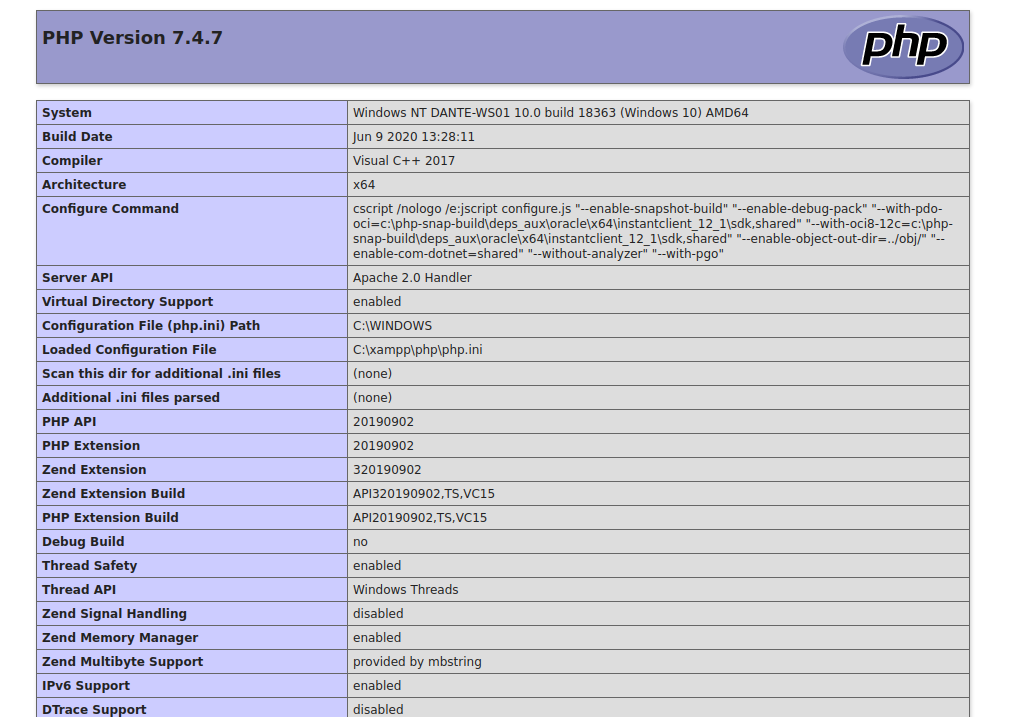 PHP Version 7.4.7
php
System Windows NT DANTE-WS01 10.0 build 18363 (Windows 10) AMD64
Build Date Jun 9 2020 13:28:11
Compiler Visual C++ 2017
Architecture x64
Configure Command cscript /nologo /e:jscript configure.js "--enable-snapshot-build" "--enable-debug-pack" "--with-pdo-
oci=c:\php-snap-build\deps_aux\oracle\x64\instantclient_12_1\sdk,shared" "--with-oci8-12c=c:\php-
snap-build\deps_aux\oracle\x64\instantclient_12_1\sdk,shared" "--enable-object-out-dir=../obj/" "--
enable-com-dotnet=shared" "--without-analyzer" "--with-pgo"
Server API Apache 2.0 Handler
Virtual Directory Support enabled
Configuration File (php.ini) Path C:\WINDOWS
Loaded Configuration File C:\xampp\php\php.ini
Scan this dir for additional .ini files (none)
Additional .ini files parsed (none)
PHP API 20190902
PHP Extension 20190902
Zend Extension 320190902
Zend Extension Build API320190902,TS,VC15
PHP Extension Build API20190902,TS,VC15
Debug Build no
Thread Safety enabled
Thread API Windows Threads
Zend Signal Handling disabled
Zend Memory Manager enabled
Zend Multibyte Support provided by mbstring
IPv6 Support enabled
DTrace Support disabled